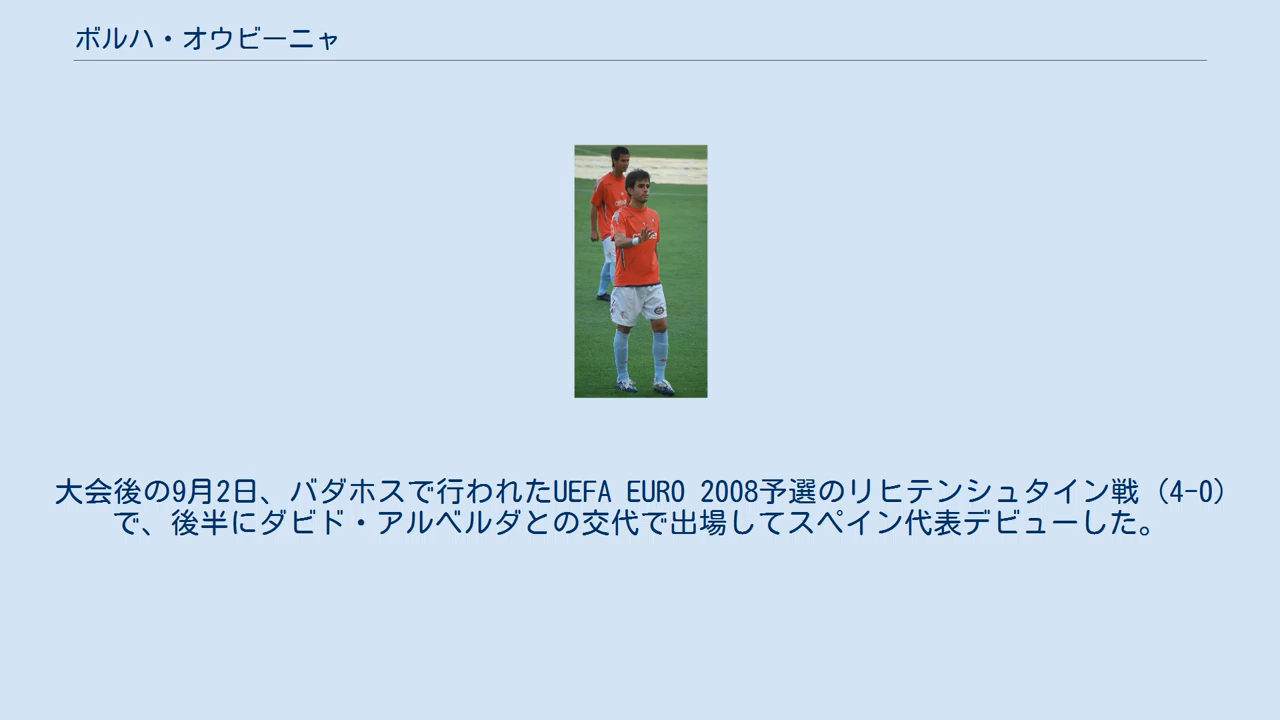 ボルハ・オウビーニャ
大会後の9月2日、バダホスで行われたUEFA EURO 2008予選のリヒテンシュタイン戦（4-0）
で、後半にダビド・アルベルダとの交代で出場してスペイン代表デビューした。